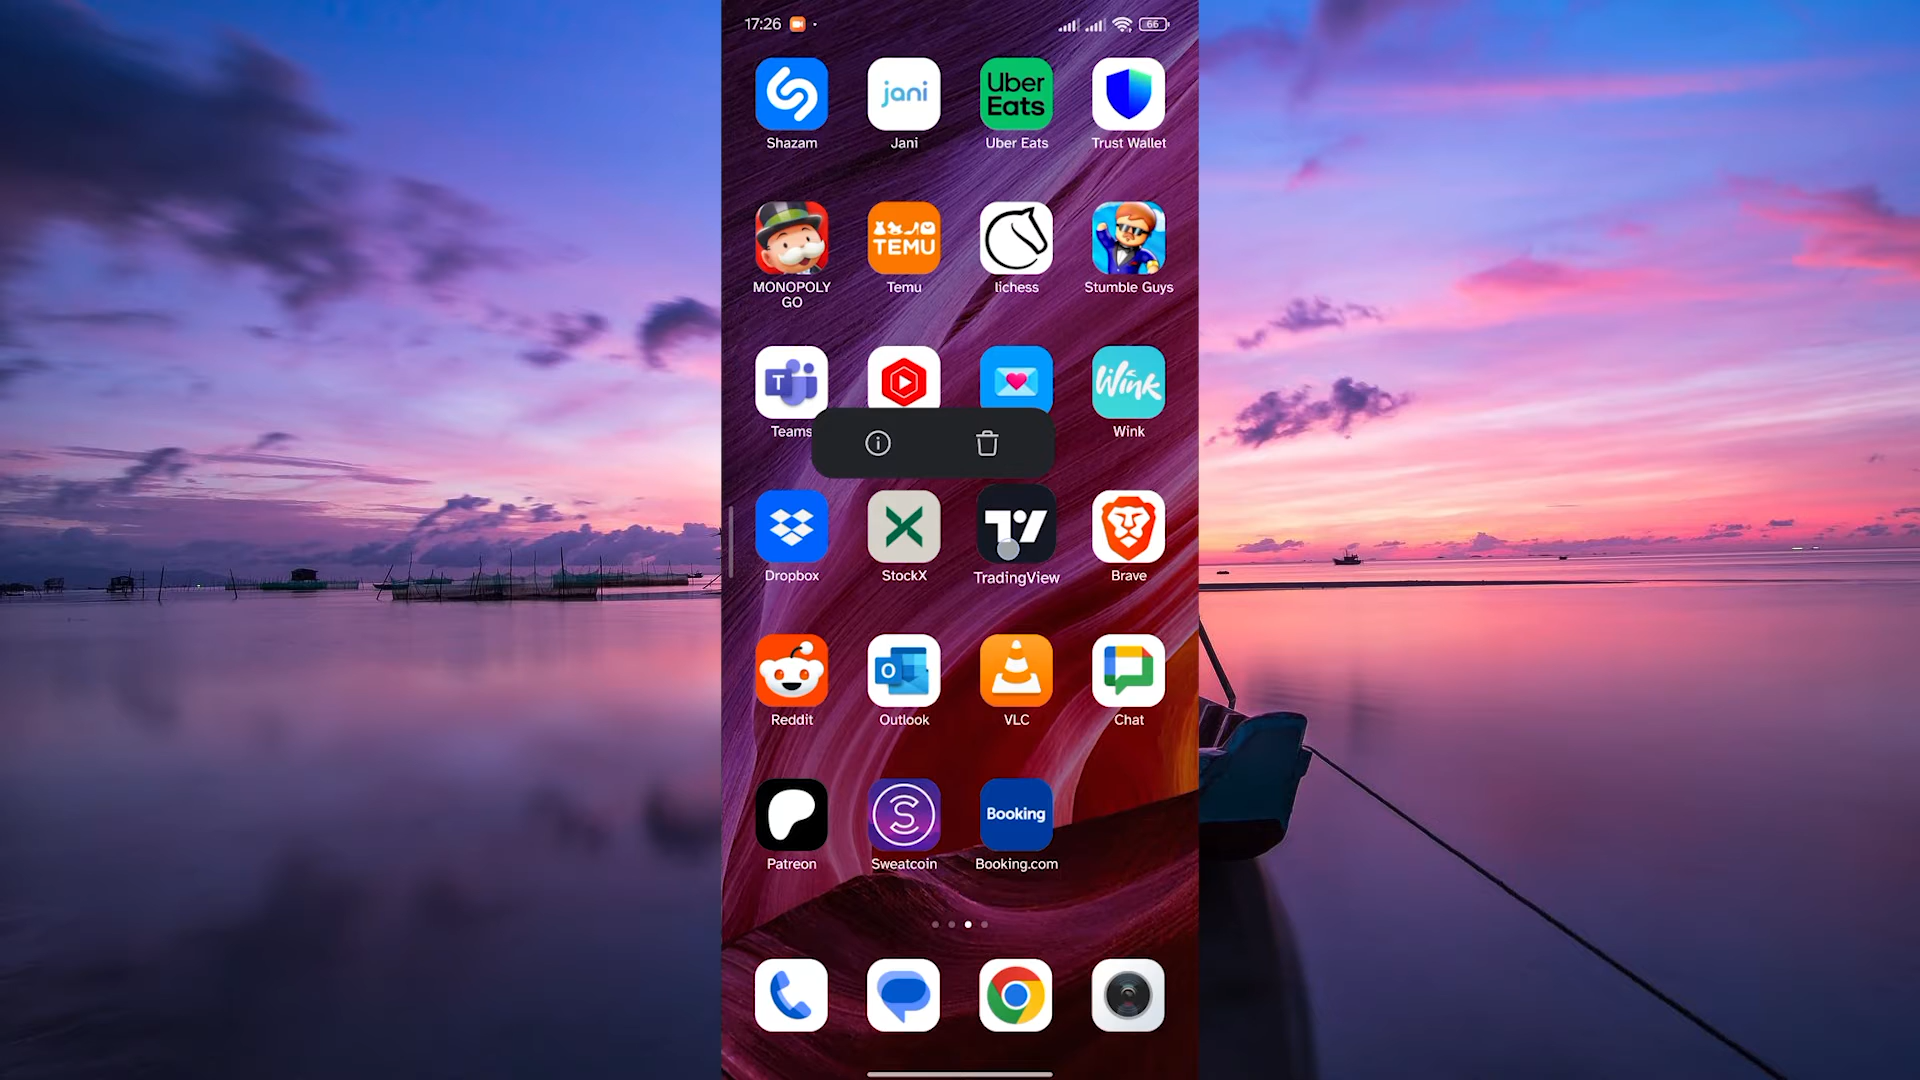 17:26
66
jani
Uber
Eats
Shazam
Jani
Uber Eats
Trust Wallet
TEMU
MONOPOLY
GO
Temu
lichess
Stumble Guys
T
Wink
Teams
Wink
Dropbox
StockX
TradingView
Brave
O
Reddit
Outlook
VLC
Chat
S
Booking
Patreon
Sweatcoin
Booking.com